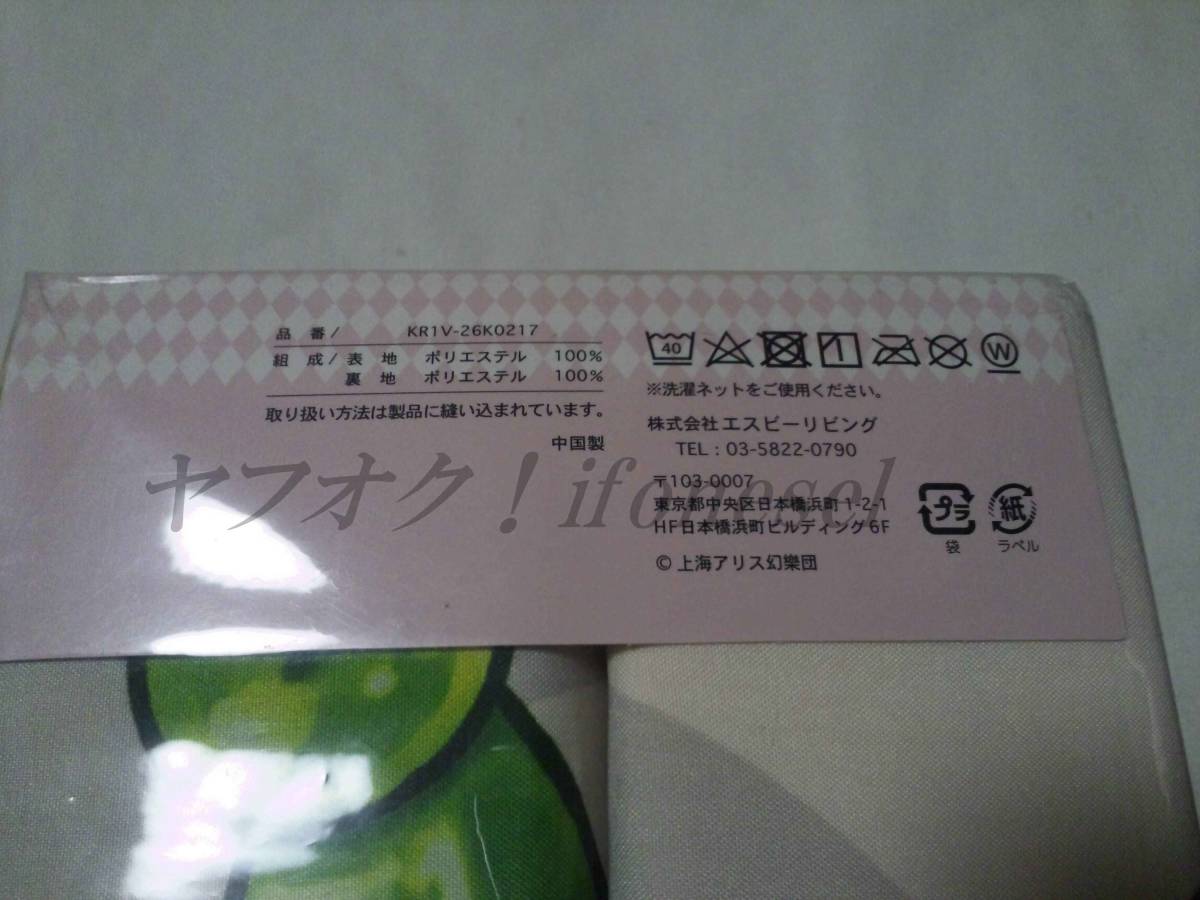 品 番/ KR1V-26K0217
組 成/表 地 ポリエステル 100%
裏 地 ポリエステル 100%
取り扱い方法は製品に縫い込まれています。
中国製
40
W
※洗濯ネットをご使用ください。
株式会社エスビーリビング
TEL:03-5822-0790
〒103-0007
東京都中央区日本橋浜町1-2-1
HF日本橋浜町ビルディング6F
©上海アリス幻樂団
プラ
袋
紙
ラベル
ヤフオク!